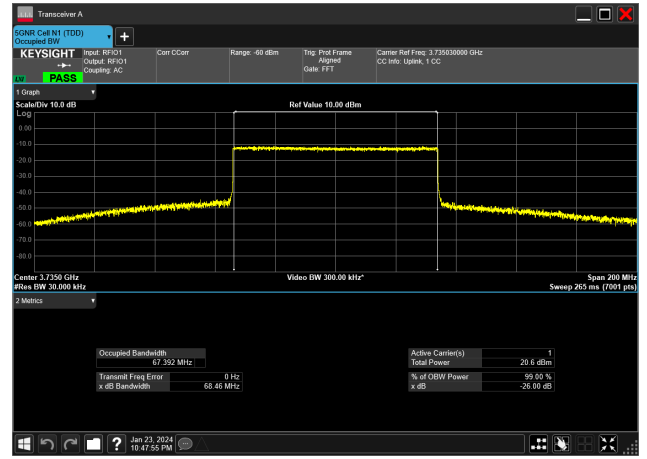 Transceiver A
5GNR Cell N1 (TDD)
Occupied BW
+
KEYSIGHT
LXI
PASS
Input: RFIO1
Output: RFIO1
Coupling: AC
Corr CCorr
Range: -60 dBm
Trig: Prot Frame
Aligned
Gate: FFT
Carrier Ref Freq: 3.735030000 GHz
CC Info: Uplink, 1 CC
1 Graph
Scale/Div 10.0 dB
Ref Value 10.00 dBm
Log
0.00
-10.0
-20.0
-30.0
-40.0
-50.0
-60.0
-70.0
-80.0
Center 3.7350 GHz
Video BW 300.00 kHz*
Span 200 MHz
#Res BW 30.000 kHz
Sweep 265 ms (7001 pts)
2 Metrics
Occupied Bandwidth
67.392 MHz
Transmit Freq Error 0 Hz
x dB Bandwidth 68.46 MHz
Active Carrier(s) 1
Total Power 20.6 dBm
% of OBW Power 99.00 %
x dB -26.00 dB
?
Jan 23, 2024
10:47:55 PM